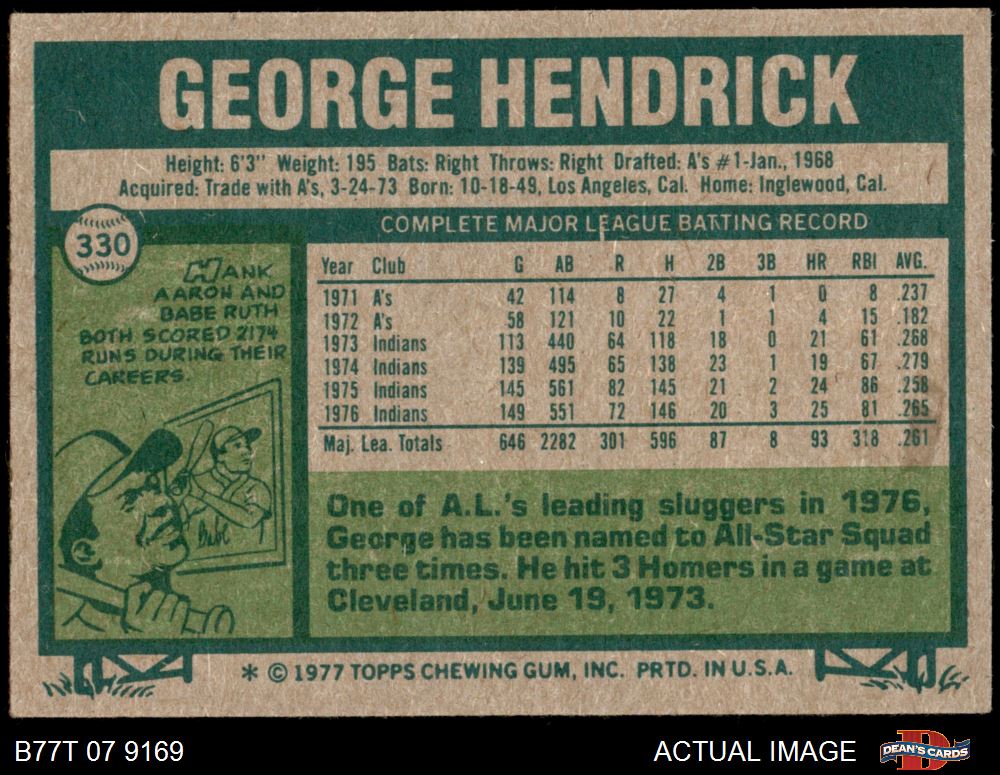 GEORGE HENDRICK
Height: 6'3" Weight: 195 Bats: Right Throws: Right Drafted: A's #1-Jan., 1968
Acquired: Trade with A's, 3-24-73 Born: 10-18-49, Los Angeles, Cal. Home: Inglewood, Cal.
330
HANK
AARON AND
BABE RUTH
BOTH SCORED 2174
RUNS DURING THEIR
CAREERS.
Babe
COMPLETE MAJOR LEAGUE BATTING RECORD
Year Club G AB R H 2B 3B HR RBI AVG.
1971 A's 42 114 8 27 4 1 0 8 .237
1972 A's 58 121 10 22 1 1 4 15 .182
1973 Indians 113 440 64 118 18 0 21 61 .268
1974 Indians 139 495 65 138 23 1 19 67 .279
1975 Indians 145 561 82 145 21 2 24 86 .258
1976 Indians 149 551 72 146 20 3 25 81 .265
Maj. Lea. Totals 646 2282 301 596 87 8 93 318 .261
One of A.L.'s leading sluggers in 1976,
George has been named to All-Star Squad
three times. He hit 3 Homers in a game at
Cleveland, June 19, 1973.
* © 1977 TOPPS CHEWING GUM, INC. PRTD. IN U.S.A.
B77T 07 9169
ACTUAL IMAGE
D
DEAN'S CARDS